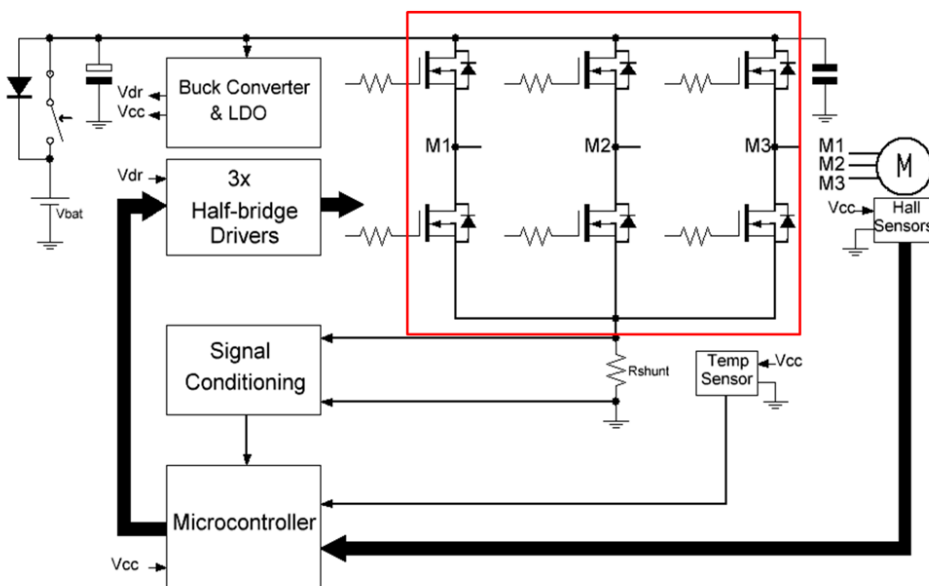 Buck Converter
& LDO
Vdr
Vcc
M1
M2
M3
M1
M2
M3
M
Vdr
3x
Half-bridge
Drivers
Vbat
Vcc
Hall
Sensors
Signal
Conditioning
Rshunt
Temp
Sensor
Vcc
Microcontroller
Vcc